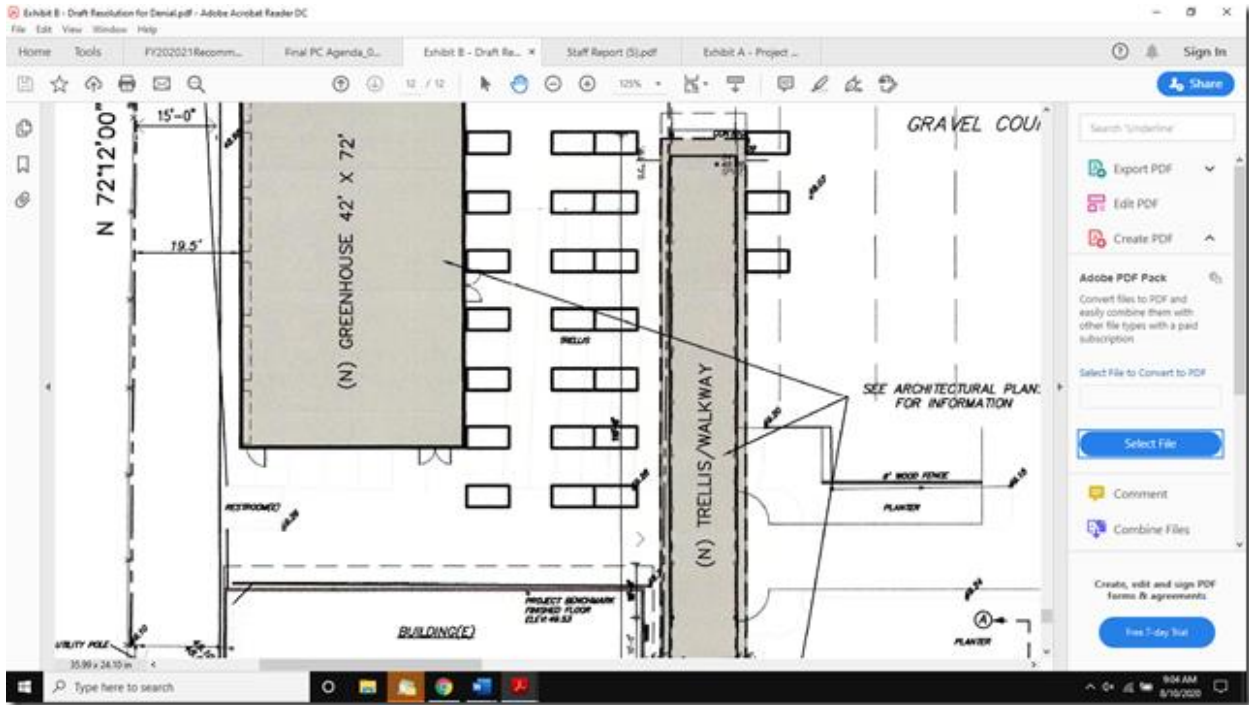 Exhibit B - Draft Resolution for Denial.pdf - Adobe Acrobat Reader DC
File Edit View Window Help
Home Tools FY202021Recomm... Final PC Agenda_0... Exhibit B - Draft Re... × Staff Report (5).pdf Exhibit A - Project ... Sign In
12 / 12 125% Share
N 72°12'00"
15'-0"
19.5'
(N) GREENHOUSE 42' X 72'
TRELLIS
(N) TRELLIS/WALKWAY
GRAVEL COU
SEE ARCHITECTURAL PLAN
FOR INFORMATION
6' WOOD FENCE
PLANTER
RESTROOM(E)
PROJECT BENCHMARK
FINISHED FLOOR
ELEV: 49.53
BUILDING(E)
UTILITY POLE
A
PLANTER
35.99 x 24.10 in
Search 'Underline'
Export PDF
Edit PDF
Create PDF
Adobe PDF Pack
Convert files to PDF and
easily combine them with
other file types with a paid
subscription
Select File to Convert to PDF
Select File
Comment
Combine Files
Create, edit and sign PDF
forms & agreements
Free 7-day Trial
Type here to search
9:04 AM
8/10/2020